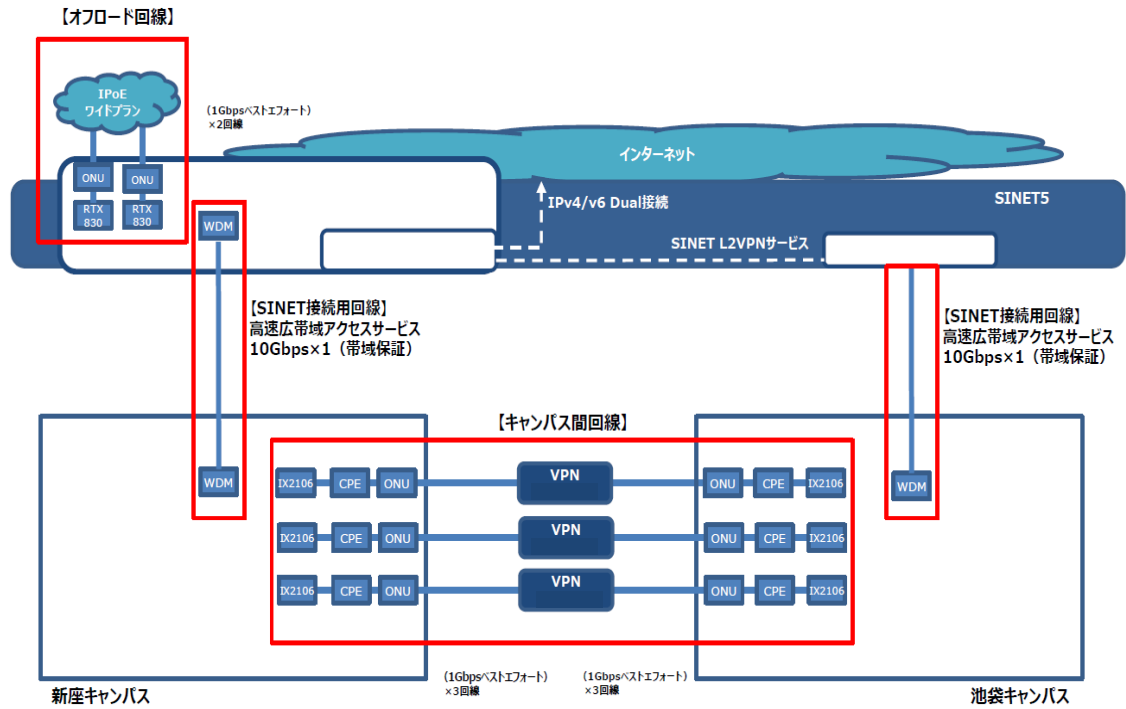 【オフロード回線】
IPoE
ワイドプラン
(1Gbpsベストエフォート)
×2回線
インターネット
ONU
ONU
RTX
830
RTX
830
WDM
IPv4/v6 Dual接続
SINET5
SINET L2VPNサービス
【SINET接続用回線】
高速広帯域アクセスサービス
10Gbps×1（帯域保証）
【SINET接続用回線】
高速広帯域アクセスサービス
10Gbps×1（帯域保証）
【キャンパス間回線】
WDM
IX2106
CPE
ONU
VPN
ONU
CPE
IX2106
WDM
IX2106
CPE
ONU
VPN
ONU
CPE
IX2106
IX2106
CPE
ONU
VPN
ONU
CPE
IX2106
(1Gbpsベストエフォート)
×3回線
(1Gbpsベストエフォート)
×3回線
新座キャンパス
池袋キャンパス